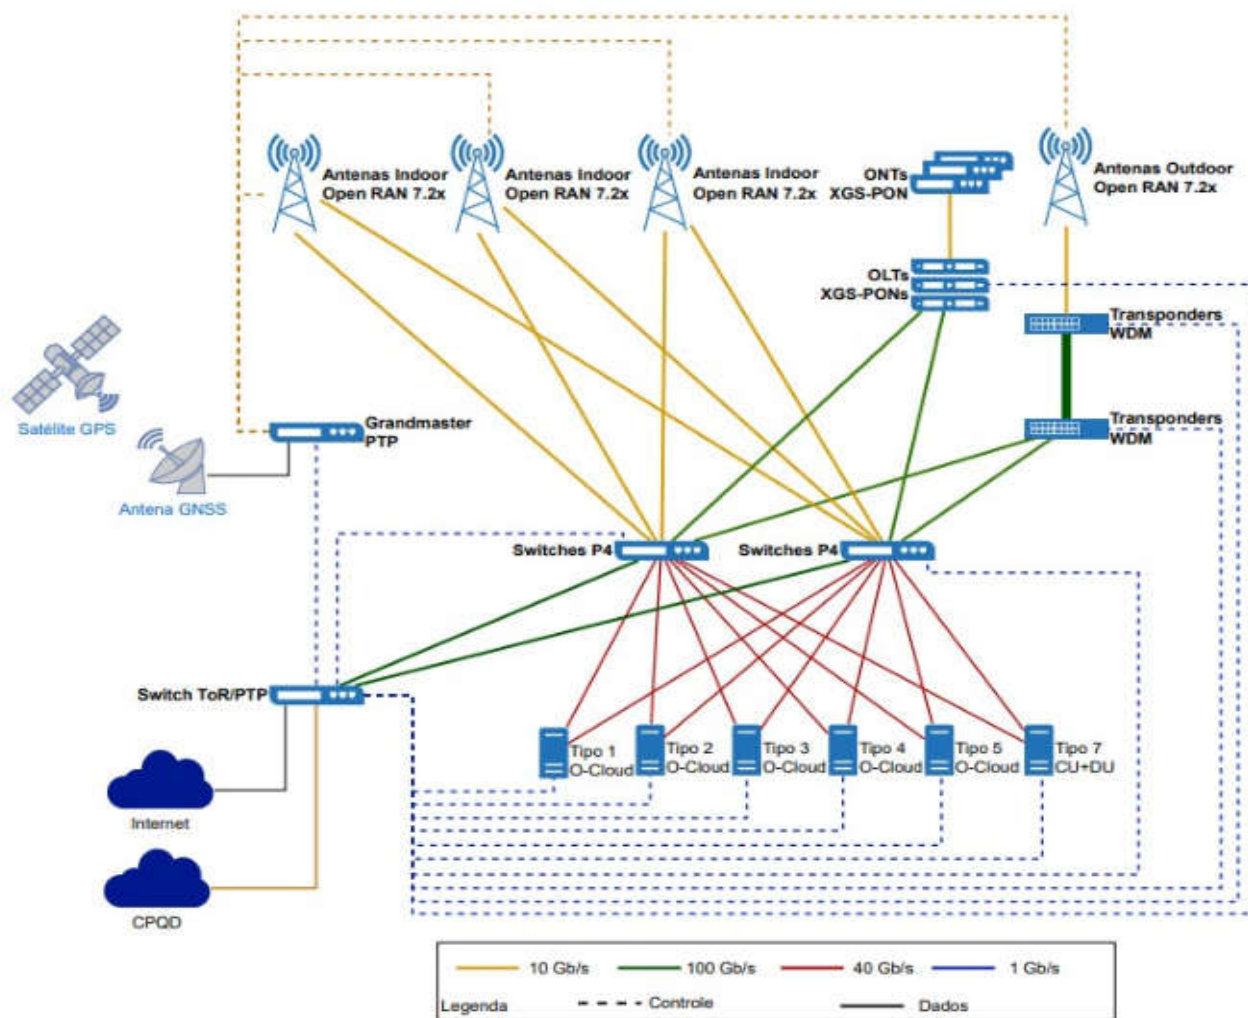 Antenas Indoor
Open RAN 7.2x
Antenas Indoor
Open RAN 7.2x
Antenas Indoor
Open RAN 7.2x
ONTs
XGS-PON
Antenas Outdoor
Open RAN 7.2x
OLTs
XGS-PONs
Transponders
WDM
Satélite GPS
Grandmaster
PTP
Transponders
WDM
Antena GNSS
Switches P4
Switches P4
Switch ToR/PTP
Tipo 1
O-Cloud
Tipo 2
O-Cloud
Tipo 3
O-Cloud
Tipo 4
O-Cloud
Tipo 5
O-Cloud
Tipo 7
CU+DU
Internet
CPQD
10 Gb/s
100 Gb/s
40 Gb/s
1 Gb/s
Legenda
Controle
Dados